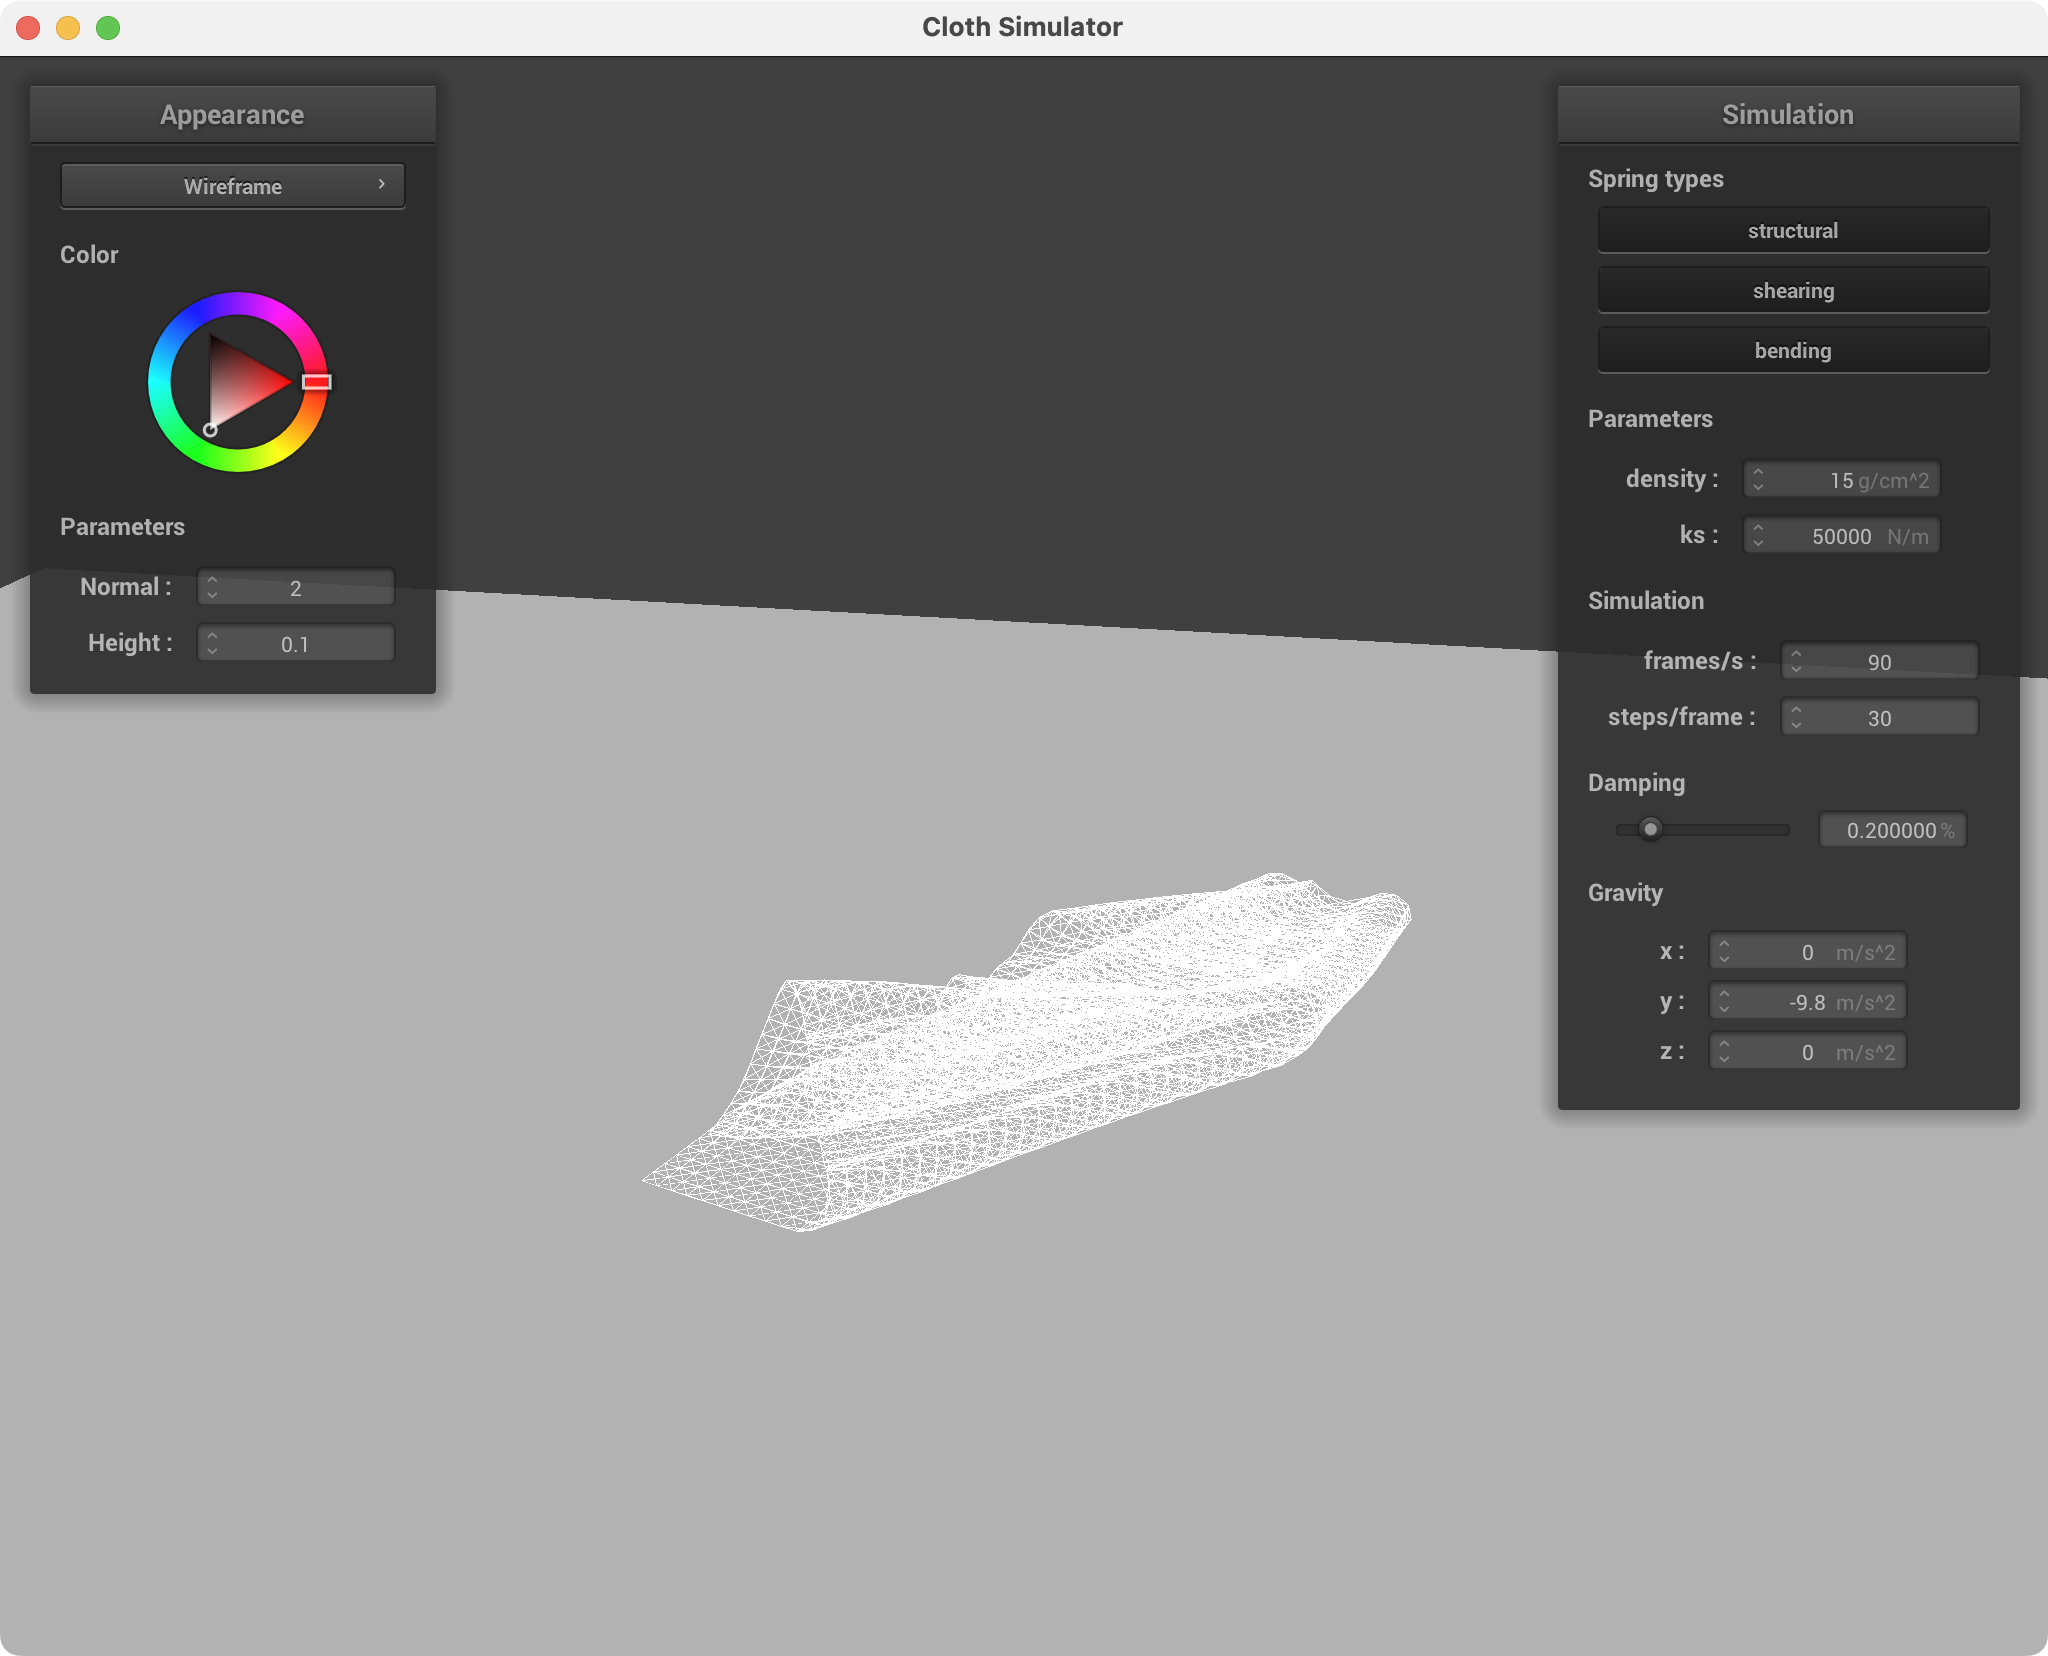 Cloth Simulator
Appearance
Wireframe
Color
Parameters
Normal : 2
Height : 0.1
Simulation
Spring types
structural
shearing
bending
Parameters
density : 15 g/cm^2
ks : 50000 N/m
Simulation
frames/s : 90
steps/frame : 30
Damping
0.200000 %
Gravity
x : 0 m/s^2
y : -9.8 m/s^2
z : 0 m/s^2